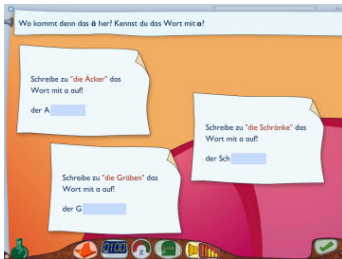 Wo kommt denn das ä her? Kennst du das Wort mit a?
Schreibe zu "die Äcker" das
Wort mit a auf!
der A
Schreibe zu "die Schränke" das
Wort mit a auf!
der Sch
Schreibe zu "die Gräben" das
Wort mit a auf!
der G